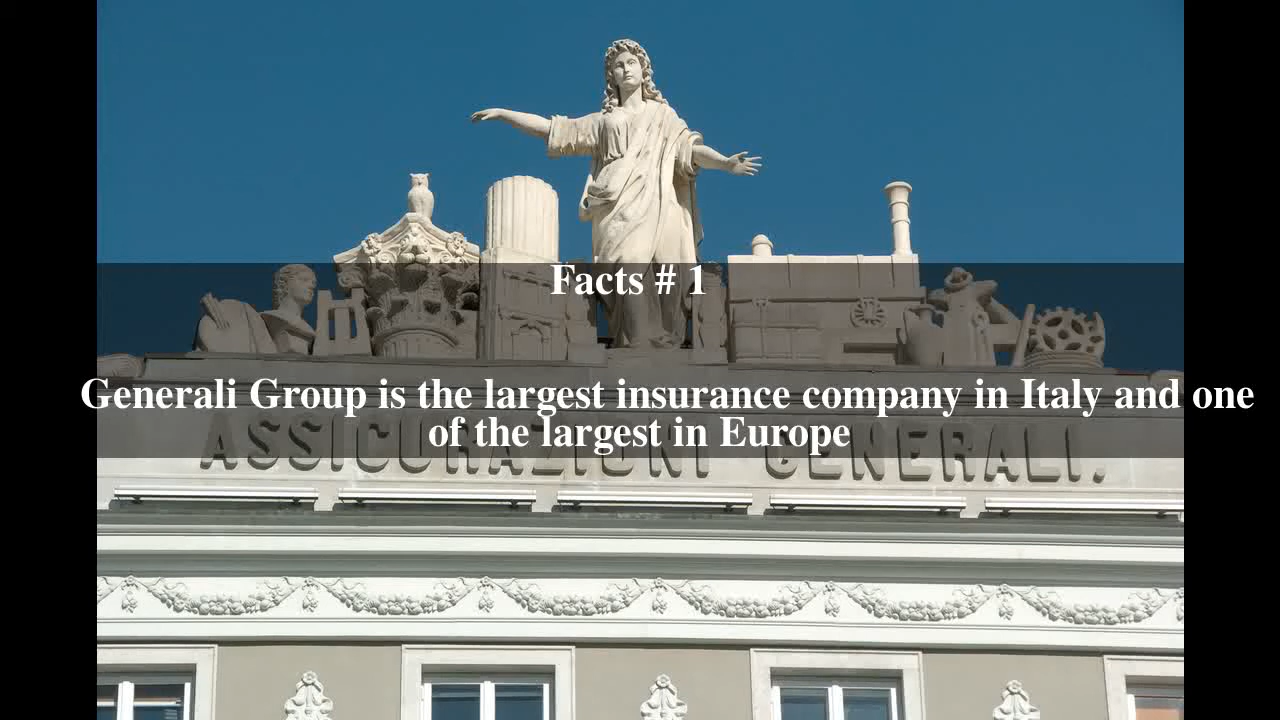 Facts # 1
Generali Group is the largest insurance company in Italy and one
of the largest in Europe
ASSICURAZIONI GENERALI.